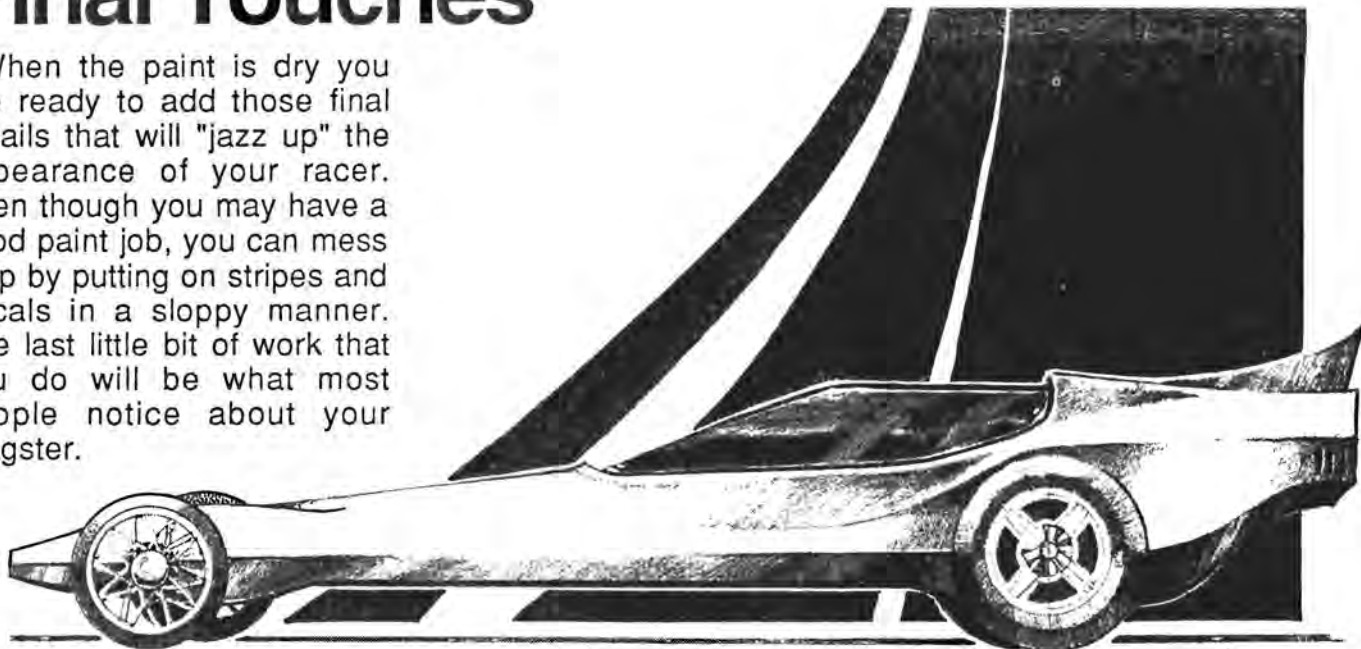 inal Touches
When the paint is dry you
ready to add those final
ails that will "jazz up" the
pearance of your racer.
en though you may have a
od paint job, you can mess
p by putting on stripes and
cals in a sloppy manner.
e last little bit of work that
u do will be what most
ople notice about your
gster.